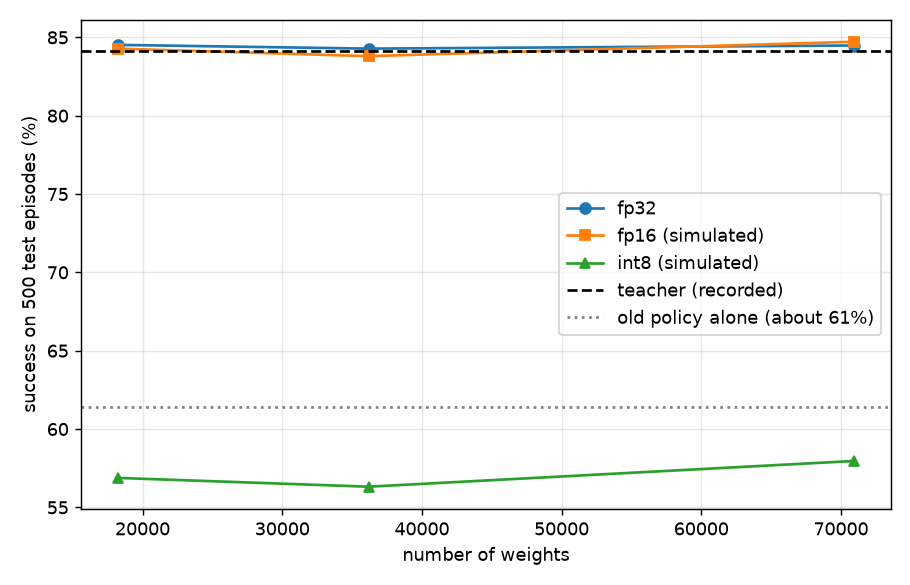 success on 500 test episodes (%)
85
80
75
70
65
60
55
fp32
fp16 (simulated)
int8 (simulated)
teacher (recorded)
old policy alone (about 61%)
20000 30000 40000 50000 60000 70000
number of weights